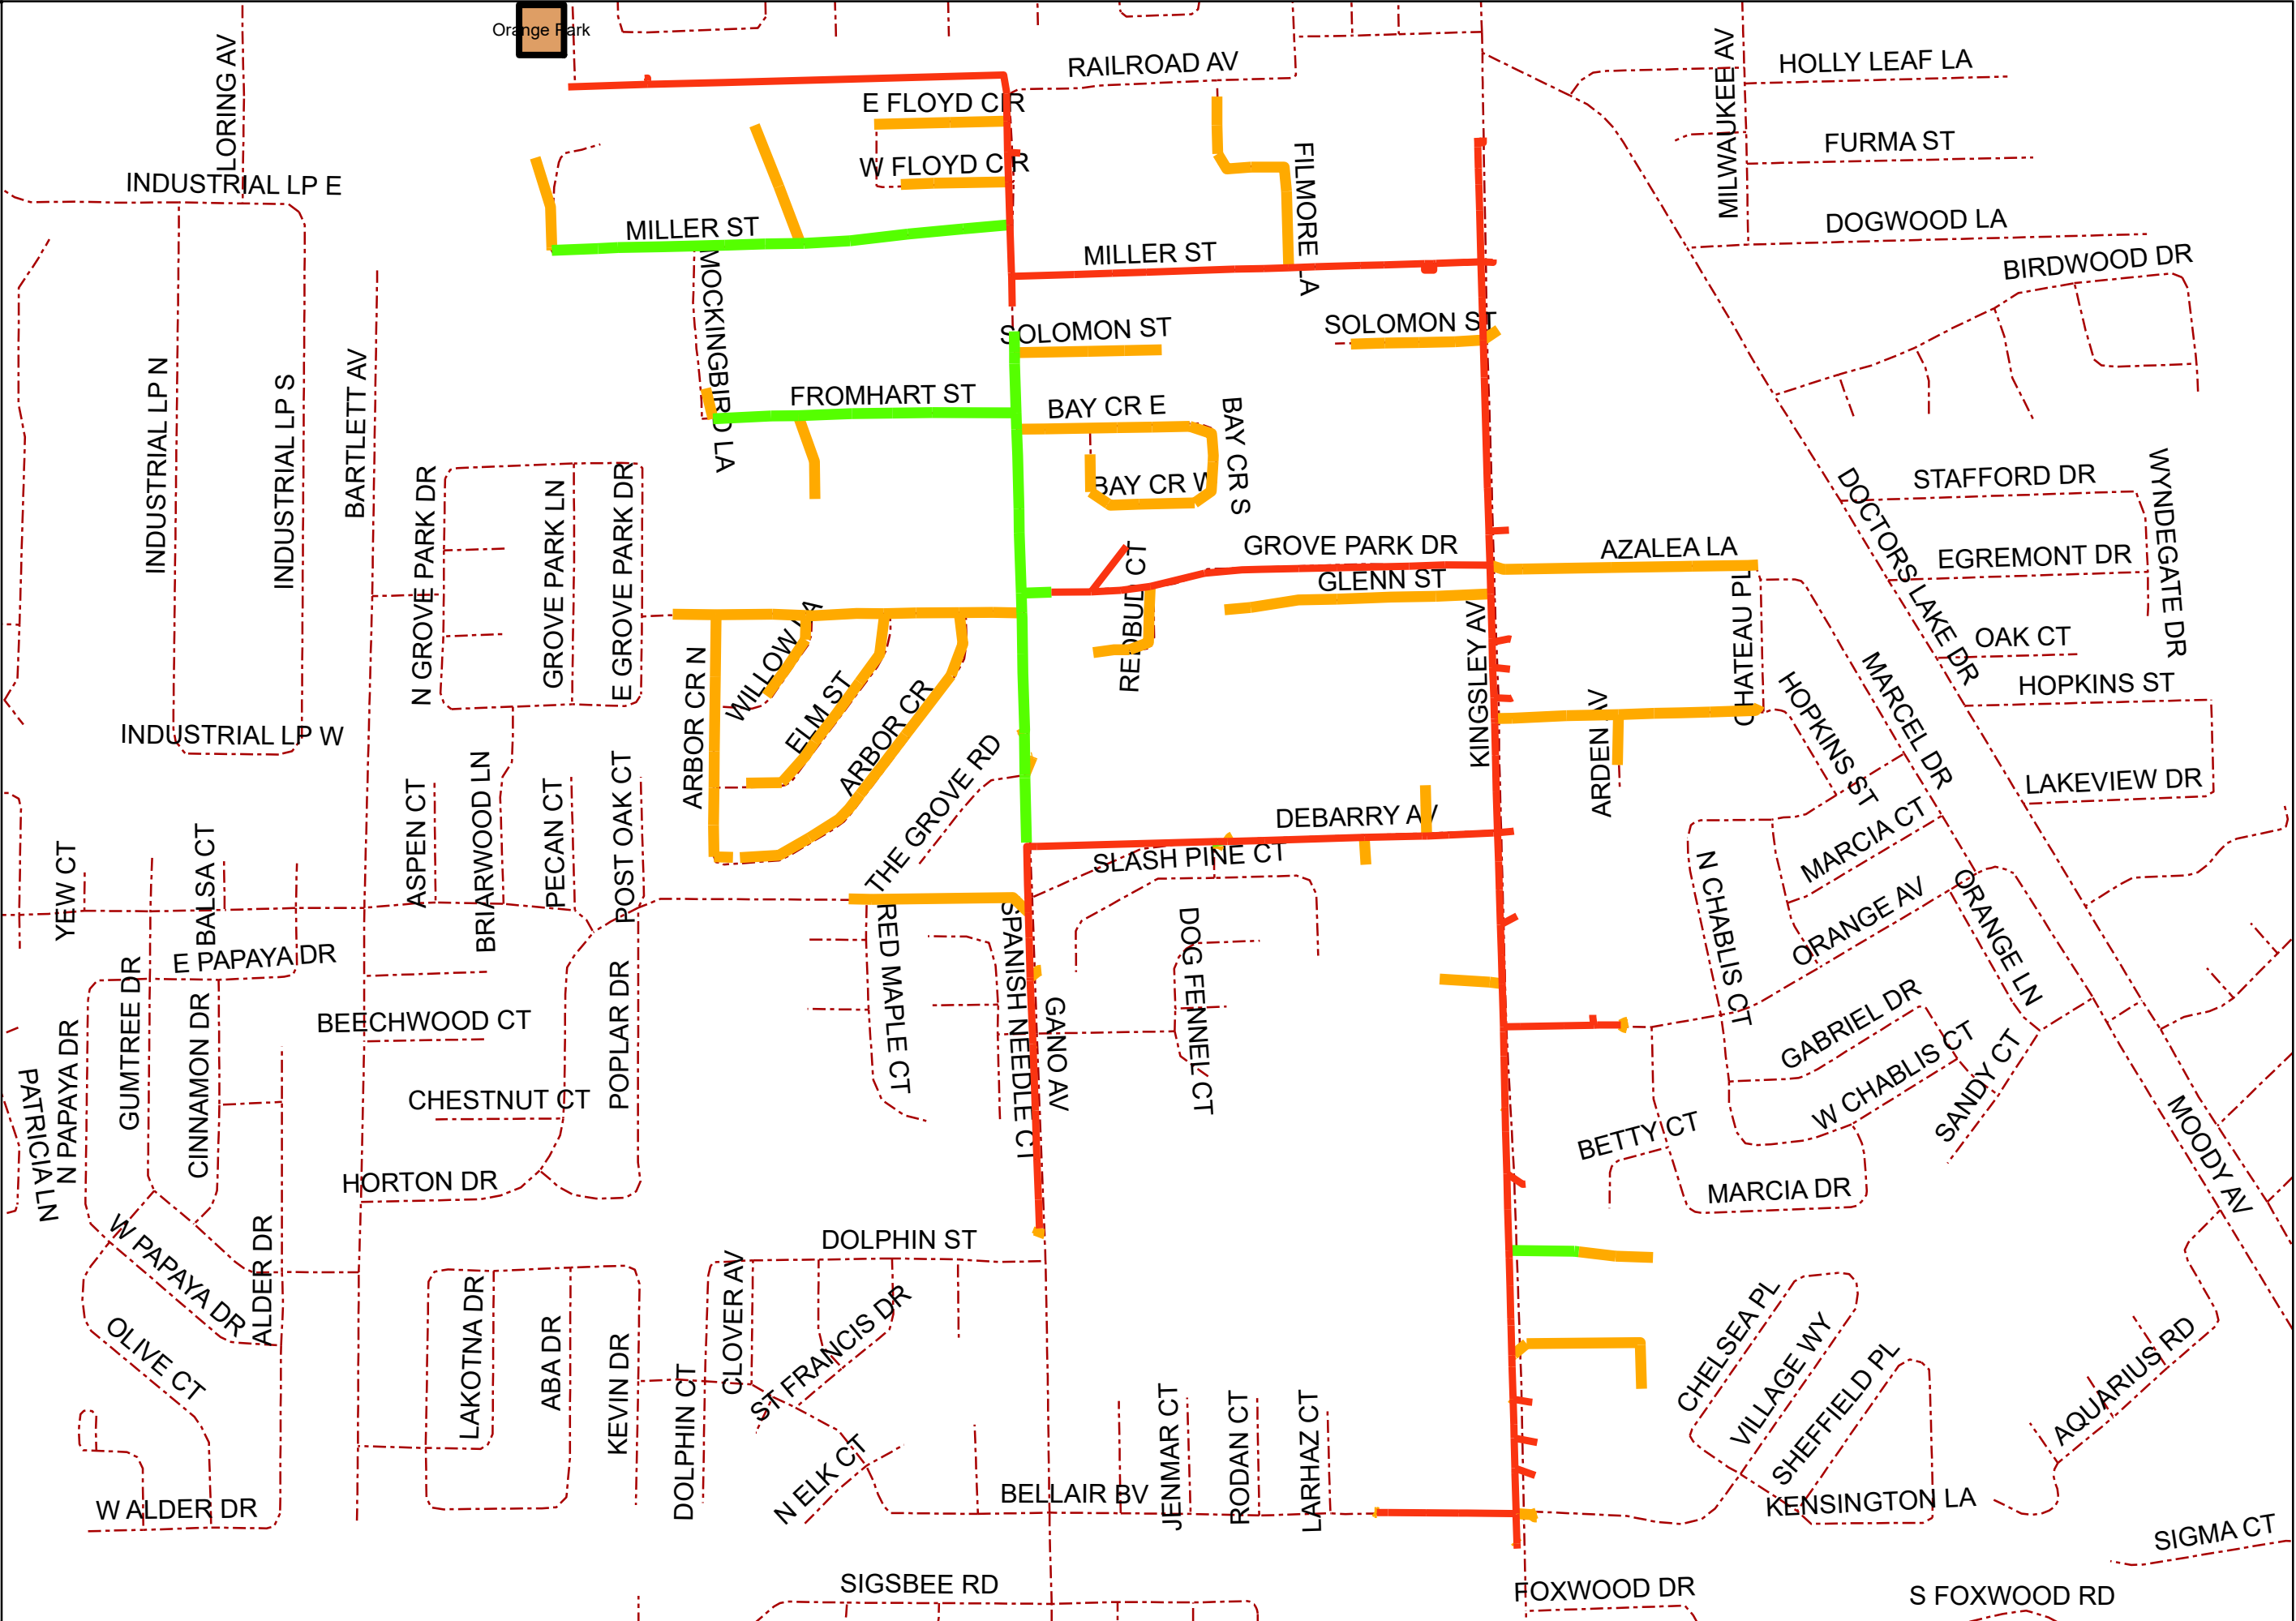 Orange Park
LORING AV
RAILROAD AV
MILWAUKEE AV
HOLLY LEAF LA
E FLOYD CIR
FURMA ST
W FLOYD CIR
FILMORE LA
INDUSTRIAL LP E
MILLER ST
MILLER ST
DOGWOOD LA
BIRDWOOD DR
MOCKINGBIRD LA
SOLOMON ST
SOLOMON ST
INDUSTRIAL LP N
INDUSTRIAL LP S
BARTLETT AV
FROMHART ST
BAY CR E
BAY CR S
BAY CR W
STAFFORD DR
WYNDEGATE DR
DOCTORS LAKE DR
N GROVE PARK DR
GROVE PARK LN
E GROVE PARK DR
GROVE PARK DR
AZALEA LA
EGREMONT DR
GLENN ST
REDBUD CT
KINGSLEY AV
CHATEAU PL
OAK CT
HOPKINS ST
MARCEL DR
ARBOR CR N
WILLOW LA
ELM ST
ARBOR CR
HOPKINS ST
ARDEN AV
INDUSTRIAL LP W
THE GROVE RD
LAKEVIEW DR
ASPEN CT
BRIARWOOD LN
PECAN CT
POST OAK CT
DEBARRY AV
SLASH PINE CT
MARCIA CT
N CHABLIS CT
YEW CT
BALSA CT
ORANGE AV
ORANGE LN
E PAPAYA DR
RED MAPLE CT
SPANISH NEEDLE CT
DOG FENNEL CT
GANO AV
GUMTREE DR
CINNAMON DR
BEECHWOOD CT
POPLAR DR
GABRIEL DR
W CHABLIS CT
SANDY CT
PATRICIA LN
N PAPAYA DR
CHESTNUT CT
BETTY CT
MOODY AV
HORTON DR
MARCIA DR
W PAPAYA DR
ALDER DR
DOLPHIN ST
CLOVER AV
ST FRANCIS DR
OLIVE CT
LAKOTNA DR
ABA DR
KEVIN DR
DOLPHIN CT
CHELSEA PL
VILLAGE WY
SHEFFIELD PL
AQUARIUS RD
N ELK CT
BELLAIR BV
JENMAR CT
RODAN CT
LARHAZ CT
W ALDER DR
KENSINGTON LA
SIGMA CT
SIGSBEE RD
FOXWOOD DR
S FOXWOOD RD